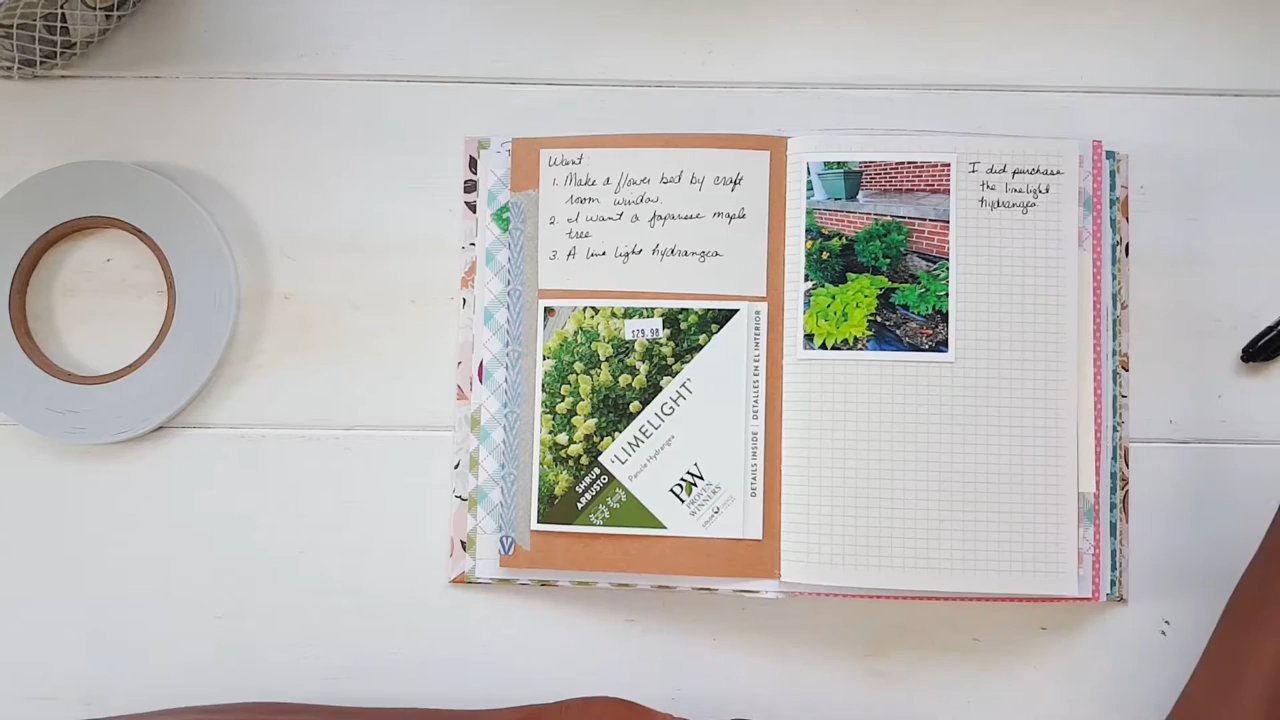 Want:
1. Make a flower bed by craft
room window.
2. I want a Japanese maple
tree
3. A lime light hydrangea
$29.98
'LIMELIGHT'
Panicle Hydrangea
SHRUB
ARBUSTO
PW
PROVEN
WINNERS
DETAILS INSIDE | DETALLES EN EL INTERIOR
I did purchase
the limelight
hydrangea